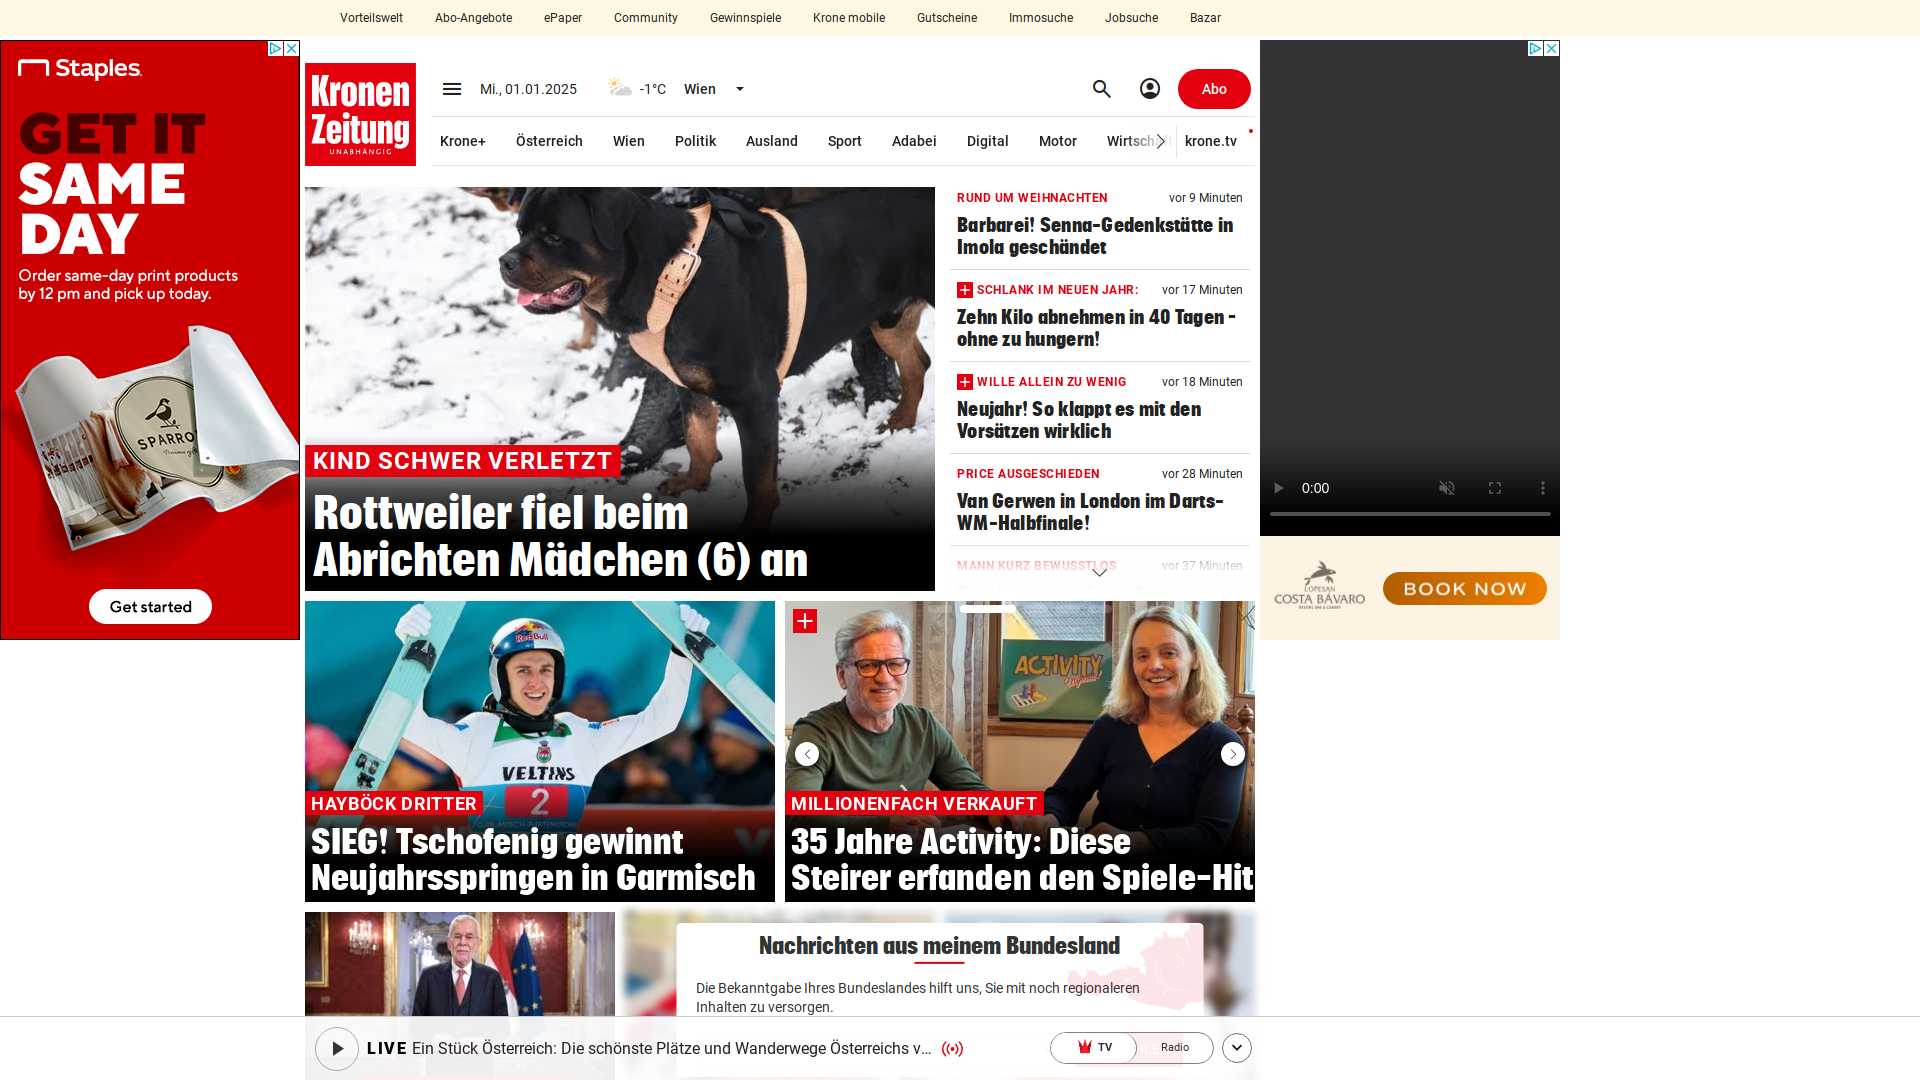 Vorteilswelt Abo-Angebote ePaper Community Gewinnspiele Krone mobile Gutscheine Immosuche Jobsuche Bazar
Staples
GET IT
SAME
DAY
Order same-day print products
by 12 pm and pick up today.
SPARRO
Get started
Kronen
Zeitung
UNABHÄNGIG
Mi., 01.01.2025 -1°C Wien
Abo
Krone+ Österreich Wien Politik Ausland Sport Adabei Digital Motor Wirtschaft krone.tv
KIND SCHWER VERLETZT
Rottweiler fiel beim
Abrichten Mädchen (6) an
RUND UM WEIHNACHTEN vor 9 Minuten
Barbarei! Senna-Gedenkstätte in
Imola geschändet
SCHLANK IM NEUEN JAHR: vor 17 Minuten
Zehn Kilo abnehmen in 40 Tagen -
ohne zu hungern!
WILLE ALLEIN ZU WENIG vor 18 Minuten
Neujahr! So klappt es mit den
Vorsätzen wirklich
PRICE AUSGESCHIEDEN vor 28 Minuten
Van Gerwen in London im Darts-
WM-Halbfinale!
MANN KURZ BEWUSSTLOS vor 37 Minuten
0:00
LOPESAN
COSTA BÁVARO
BOOK NOW
Red Bull
VELTINS
2
HAYBÖCK DRITTER
SIEG! Tschofenig gewinnt
Neujahrsspringen in Garmisch
ACTIVITY
MILLIONENFACH VERKAUFT
35 Jahre Activity: Diese
Steirer erfanden den Spiele-Hit
Nachrichten aus meinem Bundesland
Die Bekanntgabe Ihres Bundeslandes hilft uns, Sie mit noch regionaleren
Inhalten zu versorgen.
LIVE Ein Stück Österreich: Die schönste Plätze und Wanderwege Österreichs v...
TV Radio